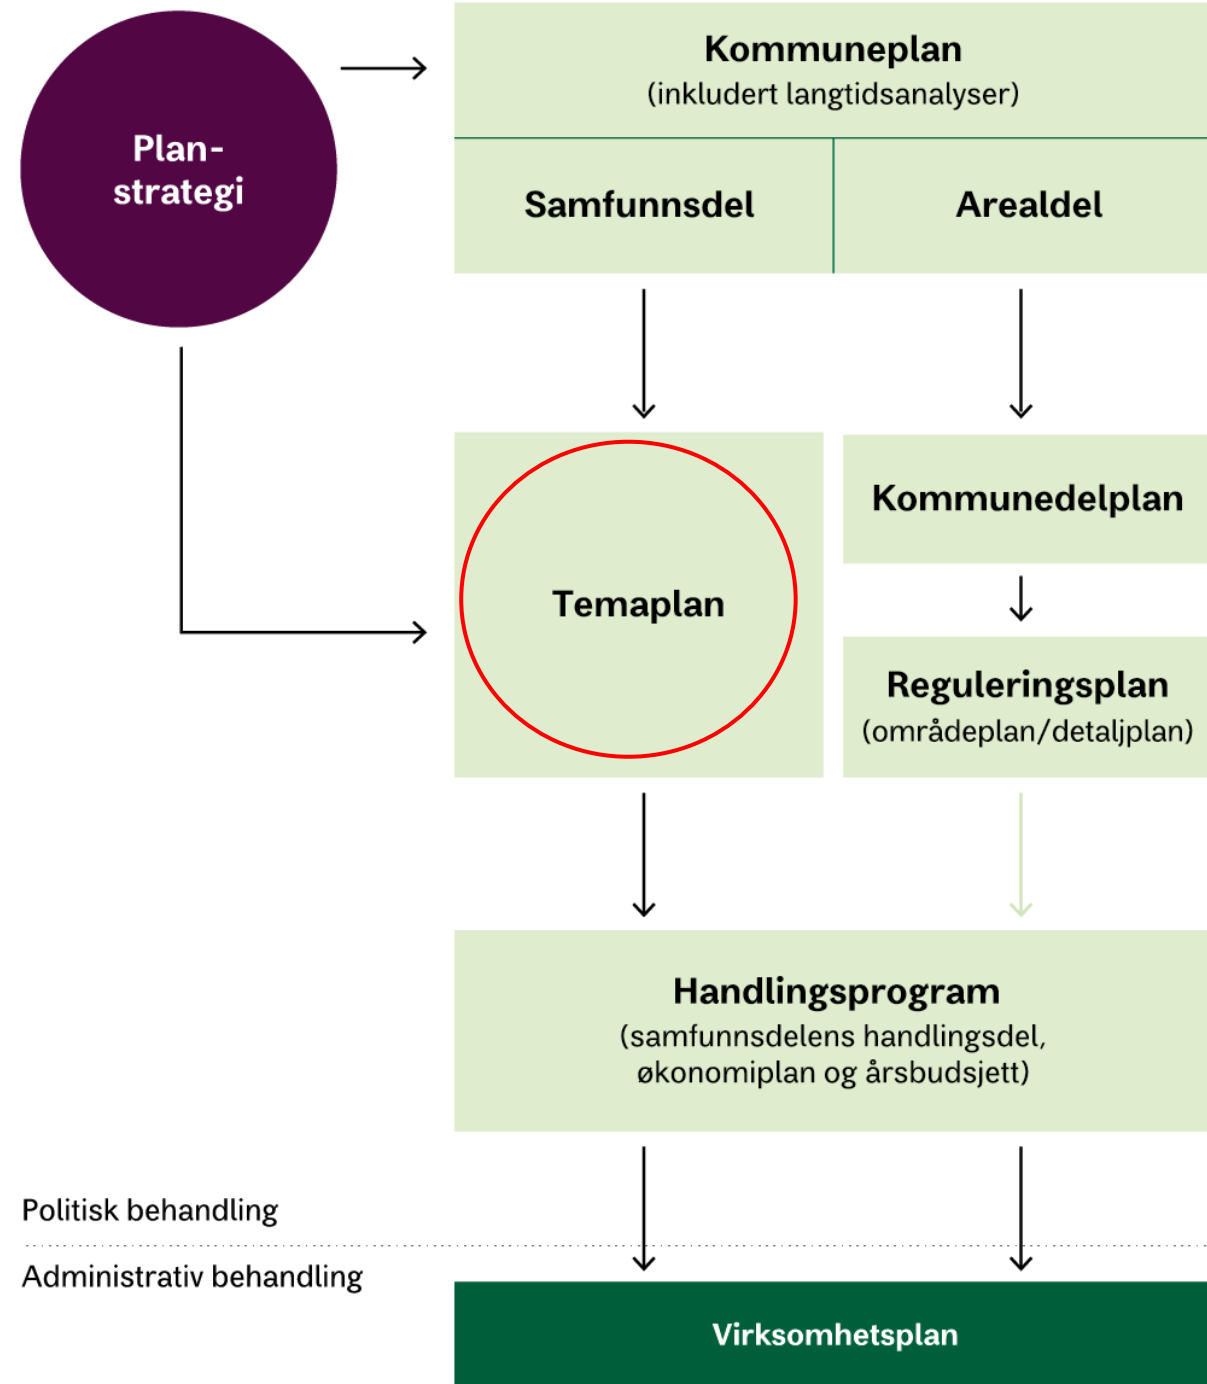 Plan-
strategi
Kommuneplan
(inkludert langtidsanalyser)
Samfunnsdel
Arealdel
Temaplan
Kommunedelplan
Reguleringsplan
(områdeplan/detaljplan)
Handlingsprogram
(samfunnsdelens handlingsdel,
økonomiplan og årsbudsjett)
Politisk behandling
Administrativ behandling
Virksomhetsplan